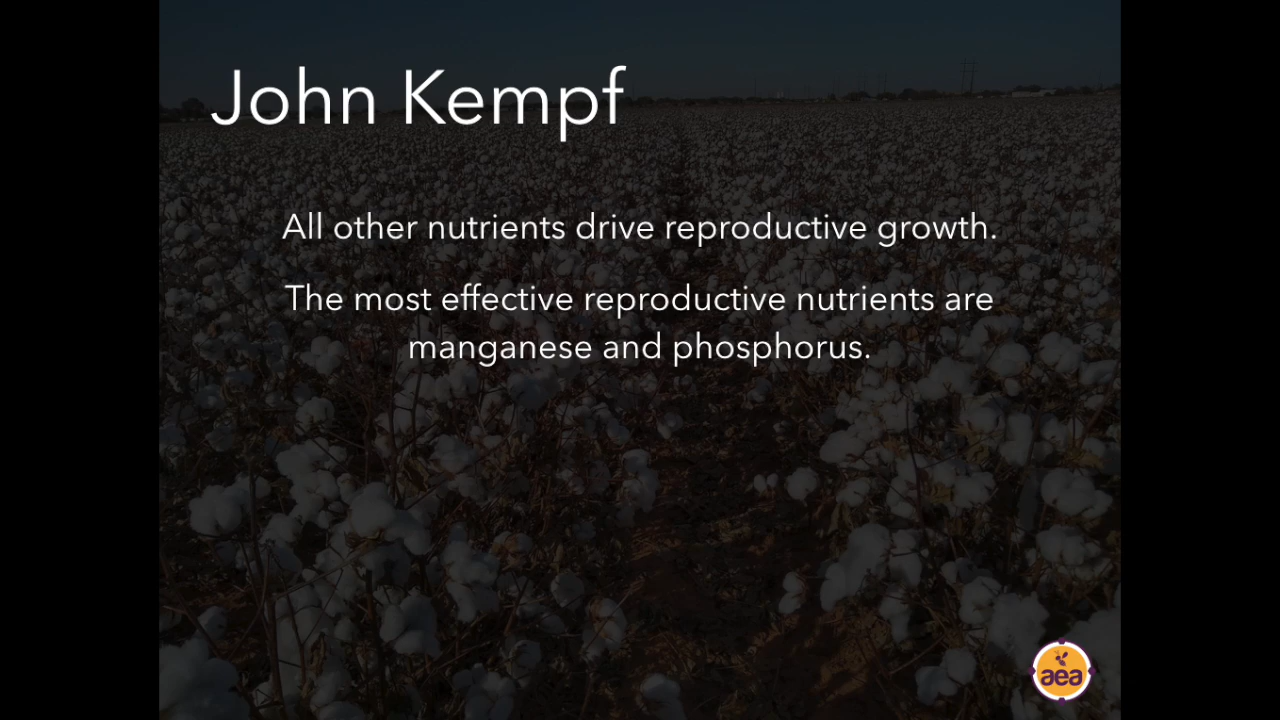 John Kempf
All other nutrients drive reproductive growth.
The most effective reproductive nutrients are
manganese and phosphorus.
aea